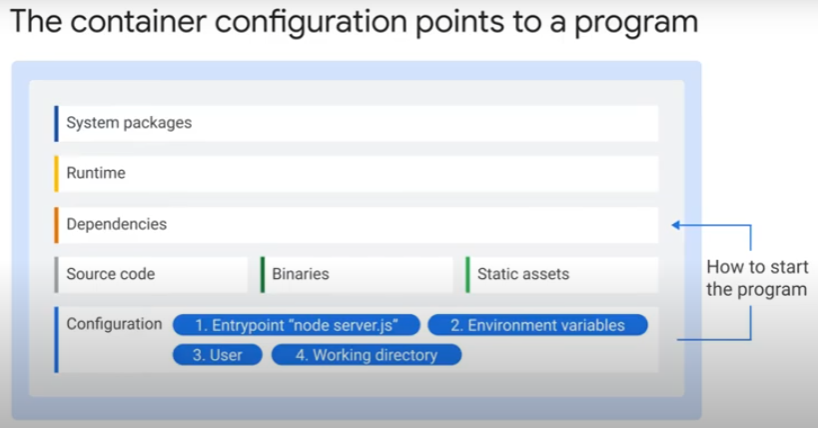 The container configuration points to a program
System packages
Runtime
Dependencies
Source code
Binaries
Static assets
How to start
the program
Configuration
1. Entrypoint “node server.js”
2. Environment variables
3. User
4. Working directory